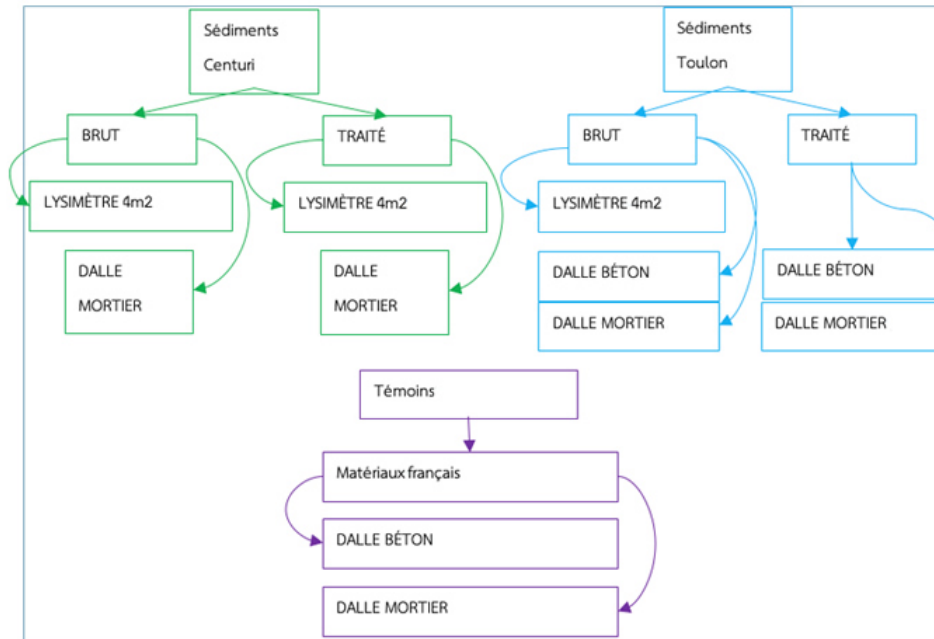 Sédiments
Centuri
Sédiments
Toulon
BRUT
TRAITÉ
BRUT
TRAITÉ
LYSIMÈTRE 4m2
LYSIMÈTRE 4m2
LYSIMÈTRE 4m2
DALLE
MORTIER
DALLE
MORTIER
DALLE BÉTON
DALLE BÉTON
DALLE MORTIER
DALLE MORTIER
Témoins
Matériaux français
DALLE BÉTON
DALLE MORTIER